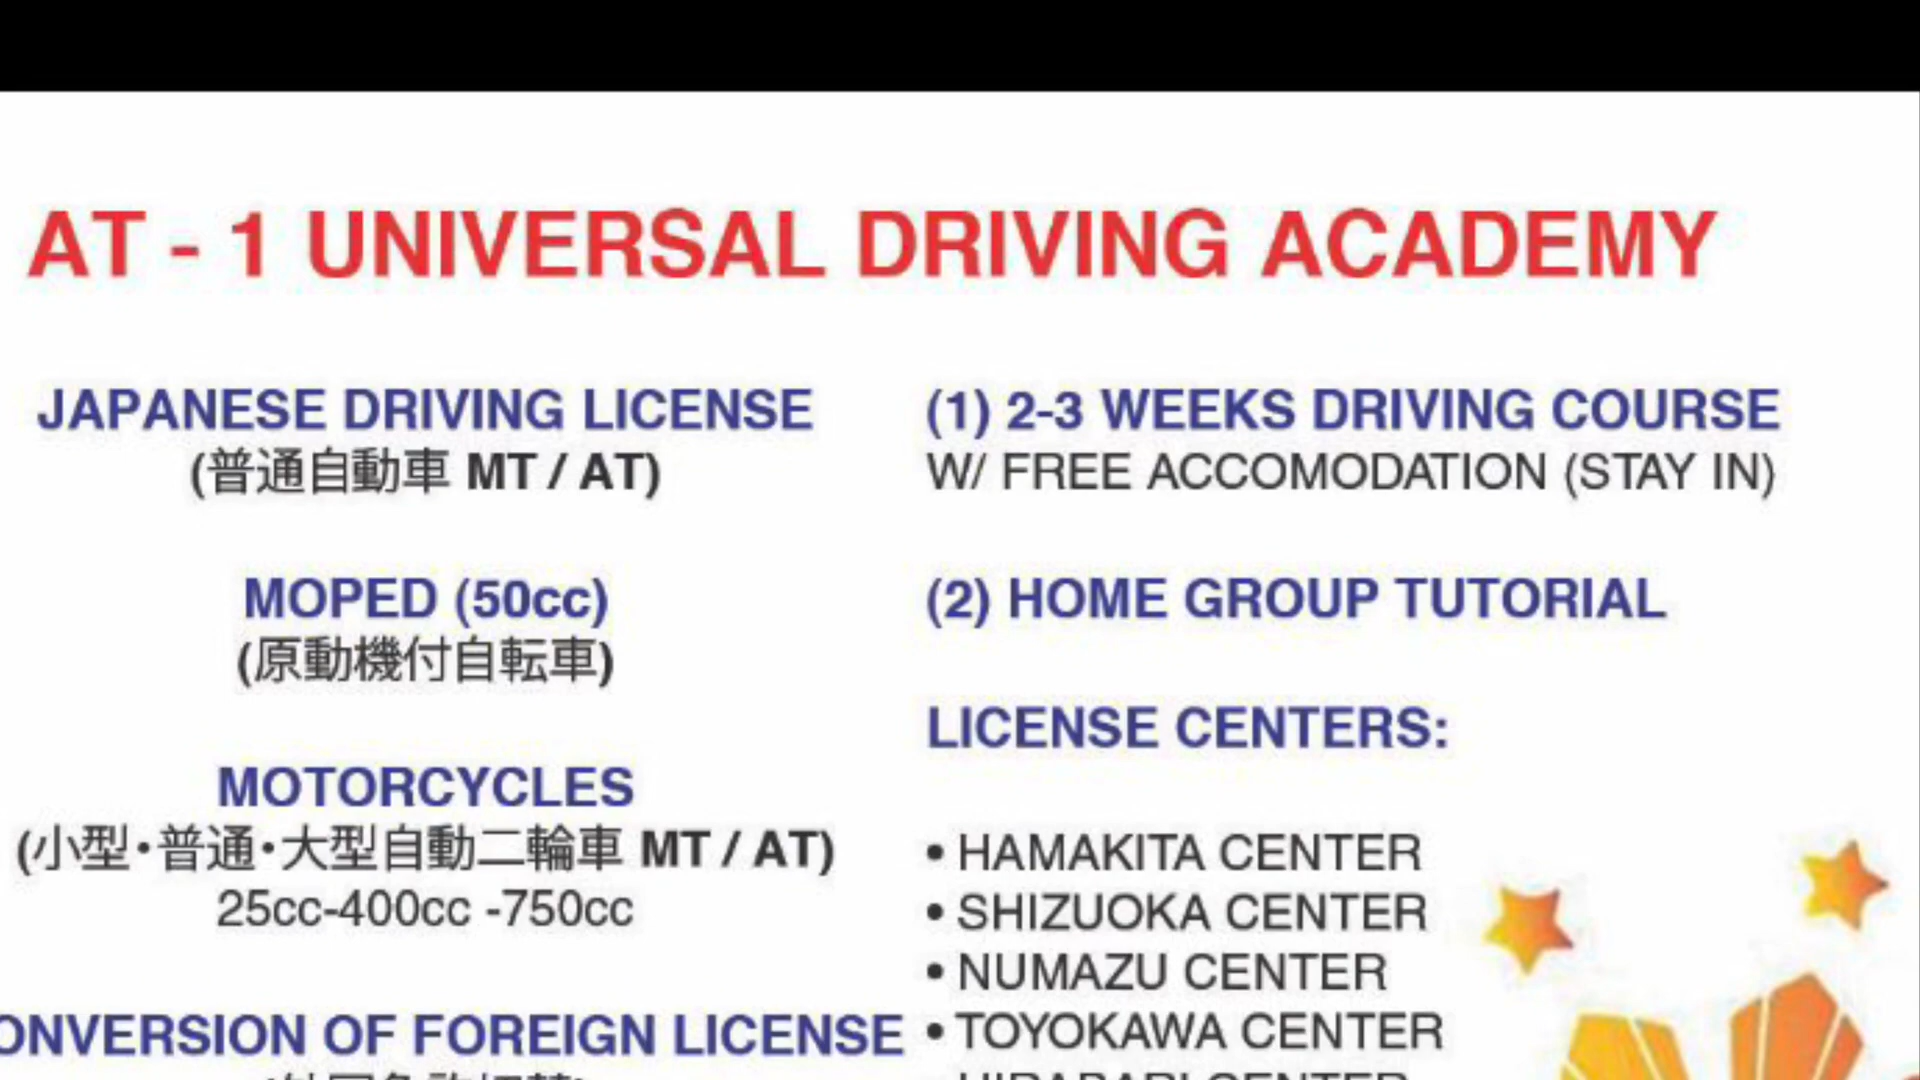 AT - 1 UNIVERSAL DRIVING ACADEMY
JAPANESE DRIVING LICENSE
(普通自動車 MT / AT)
MOPED (50cc)
(原動機付自転車)
MOTORCYCLES
(小型・普通・大型自動二輪車 MT / AT)
25cc-400cc -750cc
ONVERSION OF FOREIGN LICENSE
(1) 2-3 WEEKS DRIVING COURSE
W/ FREE ACCOMODATION (STAY IN)
(2) HOME GROUP TUTORIAL
LICENSE CENTERS:
• HAMAKITA CENTER
• SHIZUOKA CENTER
• NUMAZU CENTER
• TOYOKAWA CENTER